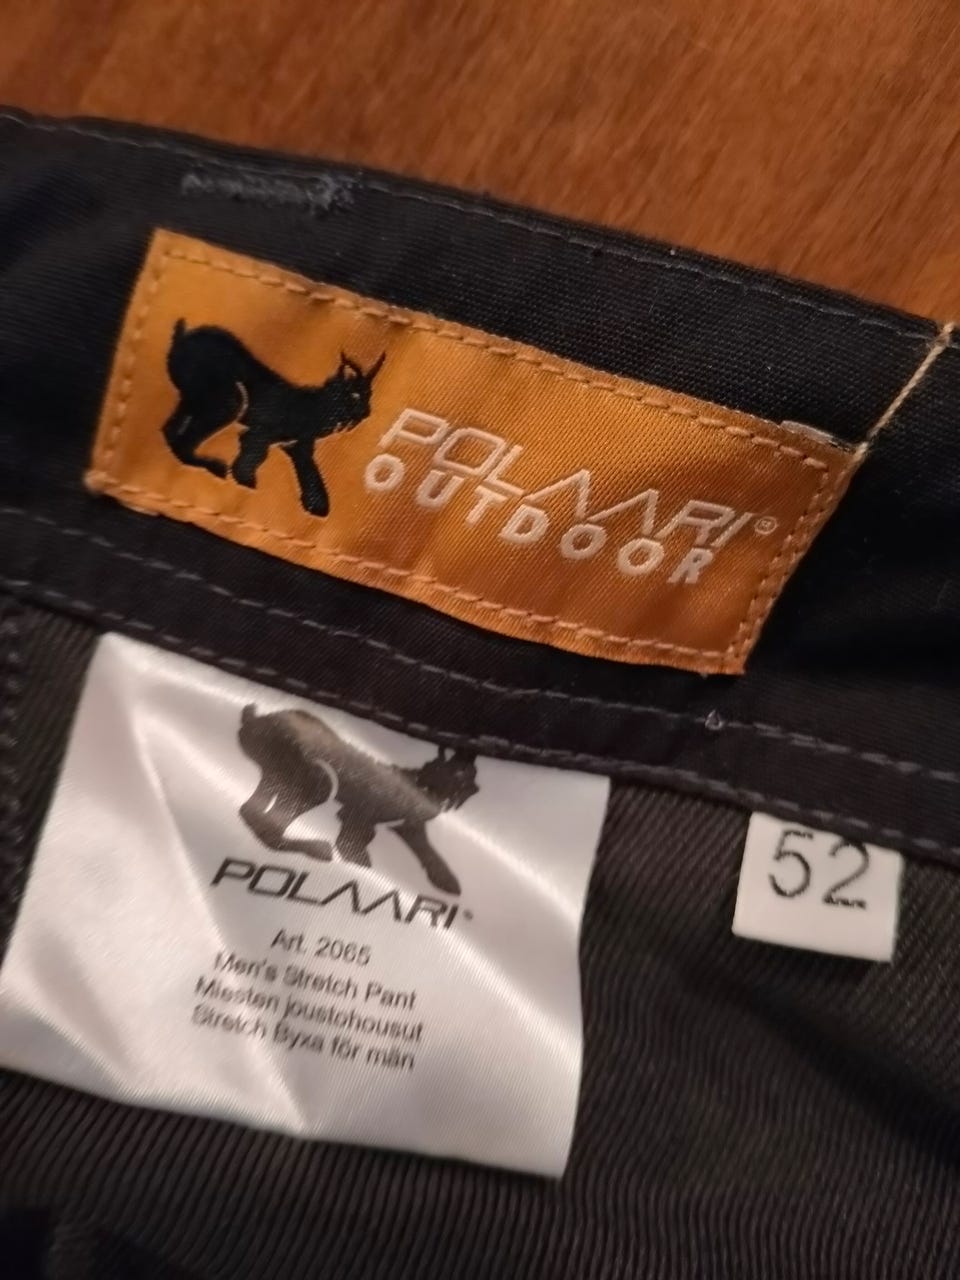 POLAARI®
OUTDOOR
POLAARI®
Art. 2065
Men's Stretch Pant
Miesten joustohousut
Stretch Byxa för män
52